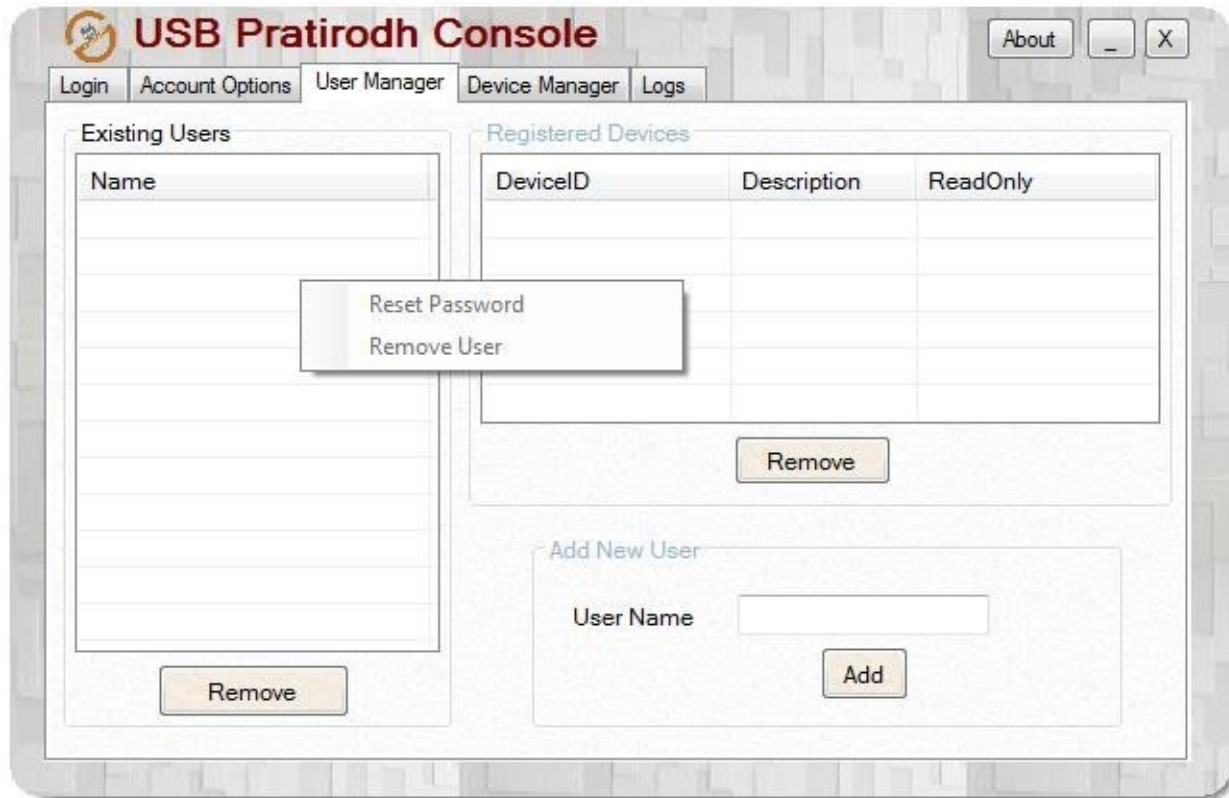 USB Pratirodh Console
About _ X
Login Account Options User Manager Device Manager Logs
Existing Users
Name
Remove
Registered Devices
DeviceID Description ReadOnly
Reset Password
Remove User
Remove
Add New User
User Name
Add